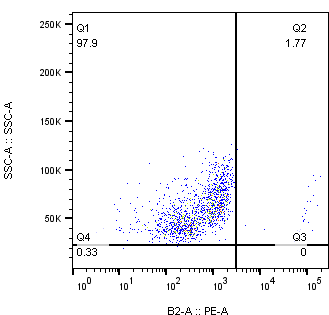 250K
200K
150K
100K
50K
SSC-A :: SSC-A
Q1
97.9
Q2
1.77
Q4
0.33
Q3
0
10^0
10^1
10^2
10^3
10^4
10^5
B2-A :: PE-A